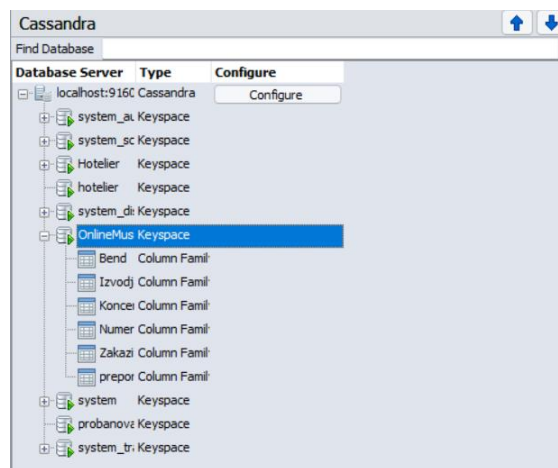 Cassandra
Find Database
Database Server Type Configure
localhost:9160 Cassandra Configure
system_au Keyspace
system_sc Keyspace
Hotelier Keyspace
hotelier Keyspace
system_di Keyspace
OnlineMus Keyspace
Bend Column Famil
Izvodj Column Famil
Koncer Column Famil
Numer Column Famil
Zakazi Column Famil
prepor Column Famil
system Keyspace
probanova Keyspace
system_tr Keyspace